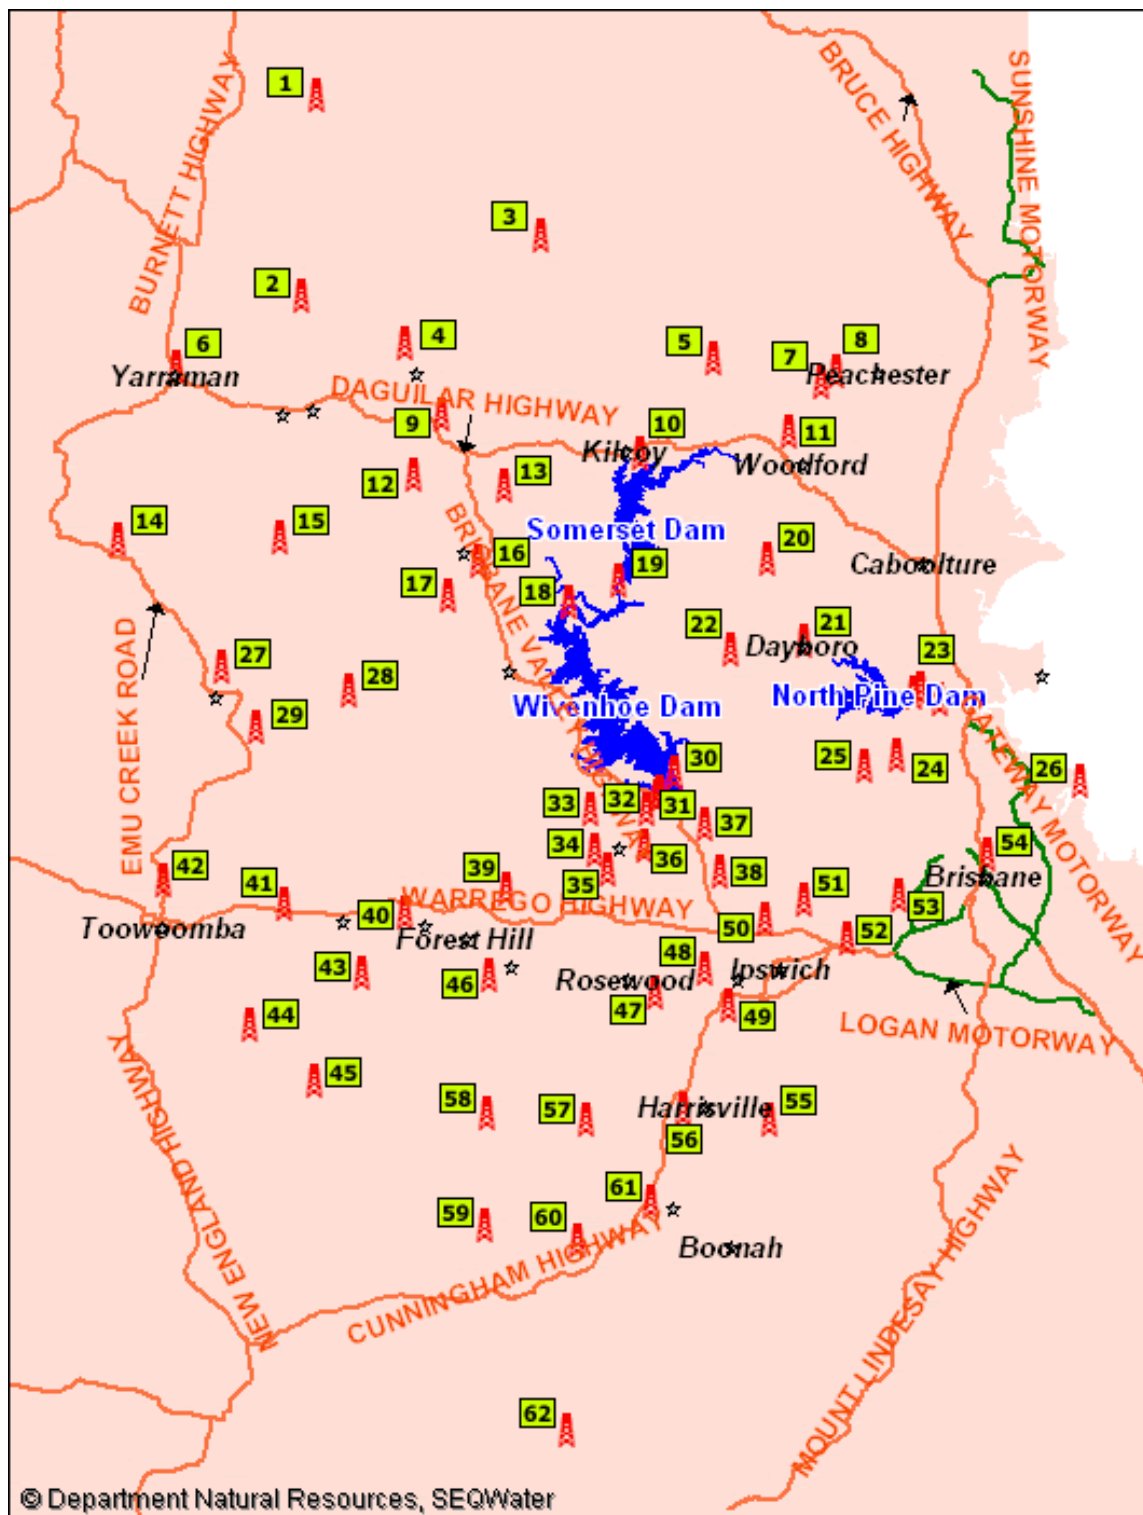 1
BURNETT HIGHWAY
BRUCE HIGHWAY
SUNSHINE MOTORWAY
3
2
4
5
6
7
8
Yarraman
Peachester
DAGUILAR HIGHWAY
9
10
11
Kilcoy
Woodford
12
13
14
15
Somerset Dam
BRISBANE VALLEY HIGHWAY
16
20
19
Caboolture
17
18
EMU CREEK ROAD
22
21
Dayboro
23
27
28
29
Wivenhoe Dam
North Pine Dam
GATEWAY MOTORWAY
30
25
24
26
33
32
31
37
34
36
54
35
38
39
42
41
40
51
53
Brisbane
WARREGO HIGHWAY
50
52
Toowoomba
Forest Hill
43
46
48
Rosewood
Ipswich
47
49
44
LOGAN MOTORWAY
NEW ENGLAND HIGHWAY
45
58
57
Harrisville
55
56
MOUNT LINDESAY HIGHWAY
61
59
60
CUNNINGHAM HIGHWAY
Boonah
62
© Department Natural Resources, SEQWater